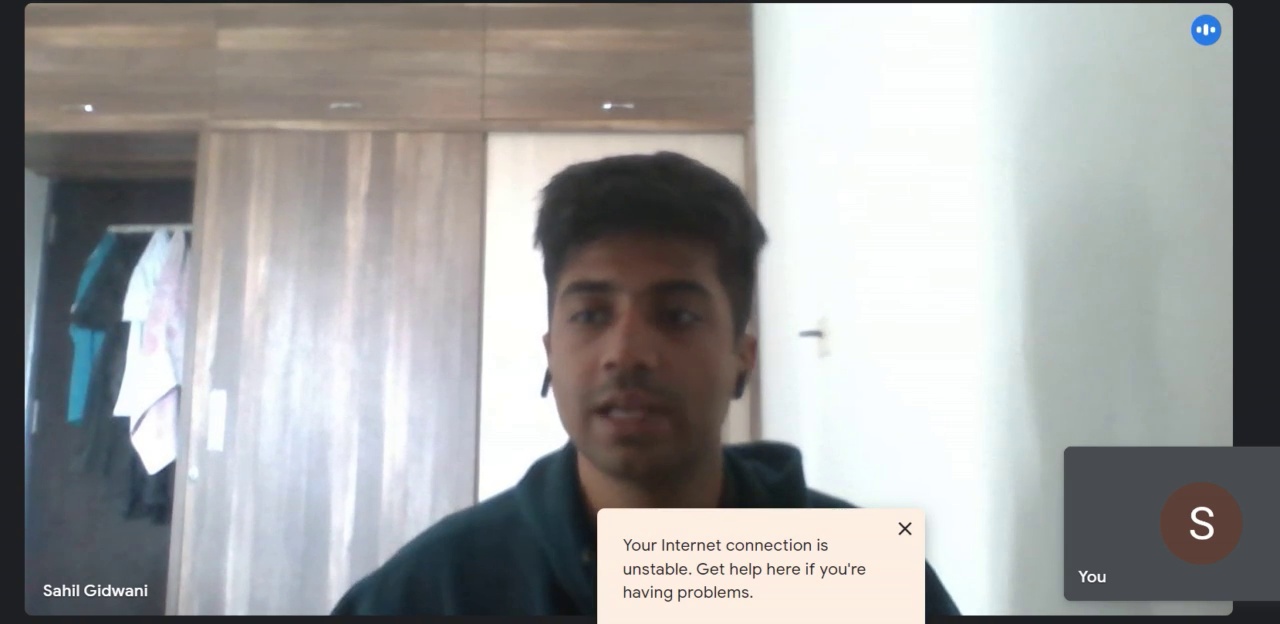 Sahil Gidwani
Your Internet connection is
unstable. Get help here if you're
having problems.
S
You